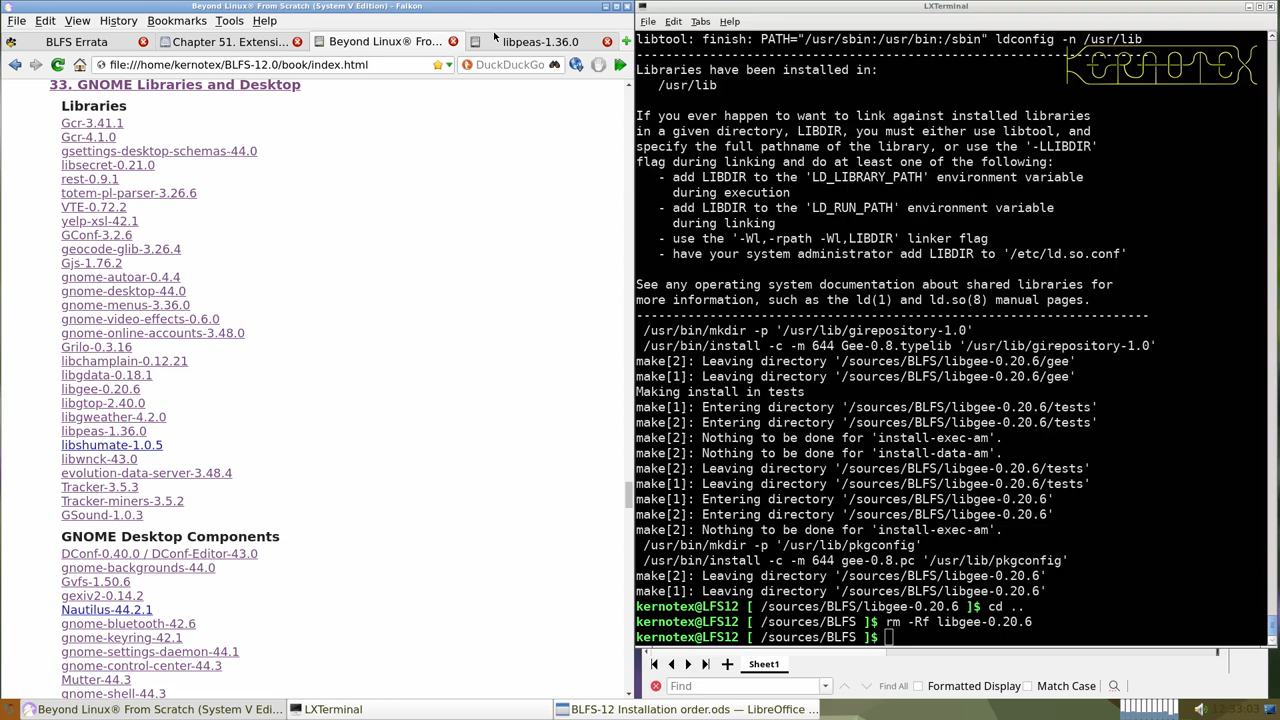 Beyond Linux® From Scratch (System V Edition) - Falkon
File Edit View History Bookmarks Tools Help
BLFS Errata
Chapter 51. Extensi...
Beyond Linux® Fro...
libpeas-1.36.0
file:///home/kernotex/BLFS-12.0/book/index.html
DuckDuckGo
33. GNOME Libraries and Desktop
Libraries
Gcr-3.41.1
Gcr-4.1.0
gsettings-desktop-schemas-44.0
libsecret-0.21.0
rest-0.9.1
totem-pl-parser-3.26.6
VTE-0.72.2
yelp-xsl-42.1
GConf-3.2.6
geocode-glib-3.26.4
Gjs-1.76.2
gnome-autoar-0.4.4
gnome-desktop-44.0
gnome-menus-3.36.0
gnome-video-effects-0.6.0
gnome-online-accounts-3.48.0
Grilo-0.3.16
libchamplain-0.12.21
libgdata-0.18.1
libgee-0.20.6
libgtop-2.40.0
libgweather-4.2.0
libpeas-1.36.0
libshumate-1.0.5
libwnck-43.0
evolution-data-server-3.48.4
Tracker-3.5.3
Tracker-miners-3.5.2
GSound-1.0.3
GNOME Desktop Components
DConf-0.40.0 / DConf-Editor-43.0
gnome-backgrounds-44.0
Gvfs-1.50.6
gexiv2-0.14.2
Nautilus-44.2.1
gnome-bluetooth-42.6
gnome-keyring-42.1
gnome-settings-daemon-44.1
gnome-control-center-44.3
Mutter-44.3
gnome-shell-44.3
LXTerminal
File Edit Tabs Help
libtool: finish: PATH="/usr/sbin:/usr/bin:/sbin" ldconfig -n /usr/lib
----------------------------------------------------------------------
Libraries have been installed in:
/usr/lib
KERNOTEX
If you ever happen to want to link against installed libraries
in a given directory, LIBDIR, you must either use libtool, and
specify the full pathname of the library, or use the '-LLIBDIR'
flag during linking and do at least one of the following:
- add LIBDIR to the 'LD_LIBRARY_PATH' environment variable
during execution
- add LIBDIR to the 'LD_RUN_PATH' environment variable
during linking
- use the '-Wl,-rpath -Wl,LIBDIR' linker flag
- have your system administrator add LIBDIR to '/etc/ld.so.conf'
See any operating system documentation about shared libraries for
more information, such as the ld(1) and ld.so(8) manual pages.
----------------------------------------------------------------------
/usr/bin/mkdir -p '/usr/lib/girepository-1.0'
/usr/bin/install -c -m 644 Gee-0.8.typelib '/usr/lib/girepository-1.0'
make[2]: Leaving directory '/sources/BLFS/libgee-0.20.6/gee'
make[1]: Leaving directory '/sources/BLFS/libgee-0.20.6/gee'
Making install in tests
make[1]: Entering directory '/sources/BLFS/libgee-0.20.6/tests'
make[2]: Entering directory '/sources/BLFS/libgee-0.20.6/tests'
make[2]: Nothing to be done for 'install-exec-am'.
make[2]: Nothing to be done for 'install-data-am'.
make[2]: Leaving directory '/sources/BLFS/libgee-0.20.6/tests'
make[1]: Leaving directory '/sources/BLFS/libgee-0.20.6/tests'
make[1]: Entering directory '/sources/BLFS/libgee-0.20.6'
make[2]: Entering directory '/sources/BLFS/libgee-0.20.6'
make[2]: Nothing to be done for 'install-exec-am'.
/usr/bin/mkdir -p '/usr/lib/pkgconfig'
/usr/bin/install -c -m 644 gee-0.8.pc '/usr/lib/pkgconfig'
make[2]: Leaving directory '/sources/BLFS/libgee-0.20.6'
make[1]: Leaving directory '/sources/BLFS/libgee-0.20.6'
kernotex@LFS12 [ /sources/BLFS/libgee-0.20.6 ]$ cd ..
kernotex@LFS12 [ /sources/BLFS ]$ rm -Rf libgee-0.20.6
kernotex@LFS12 [ /sources/BLFS ]$
Sheet1
Find Find All Formatted Display Match Case
Beyond Linux® From Scratch (System V Edi...
LXTerminal
BLFS-12 Installation order.ods — LibreOffice ...
12:33:03